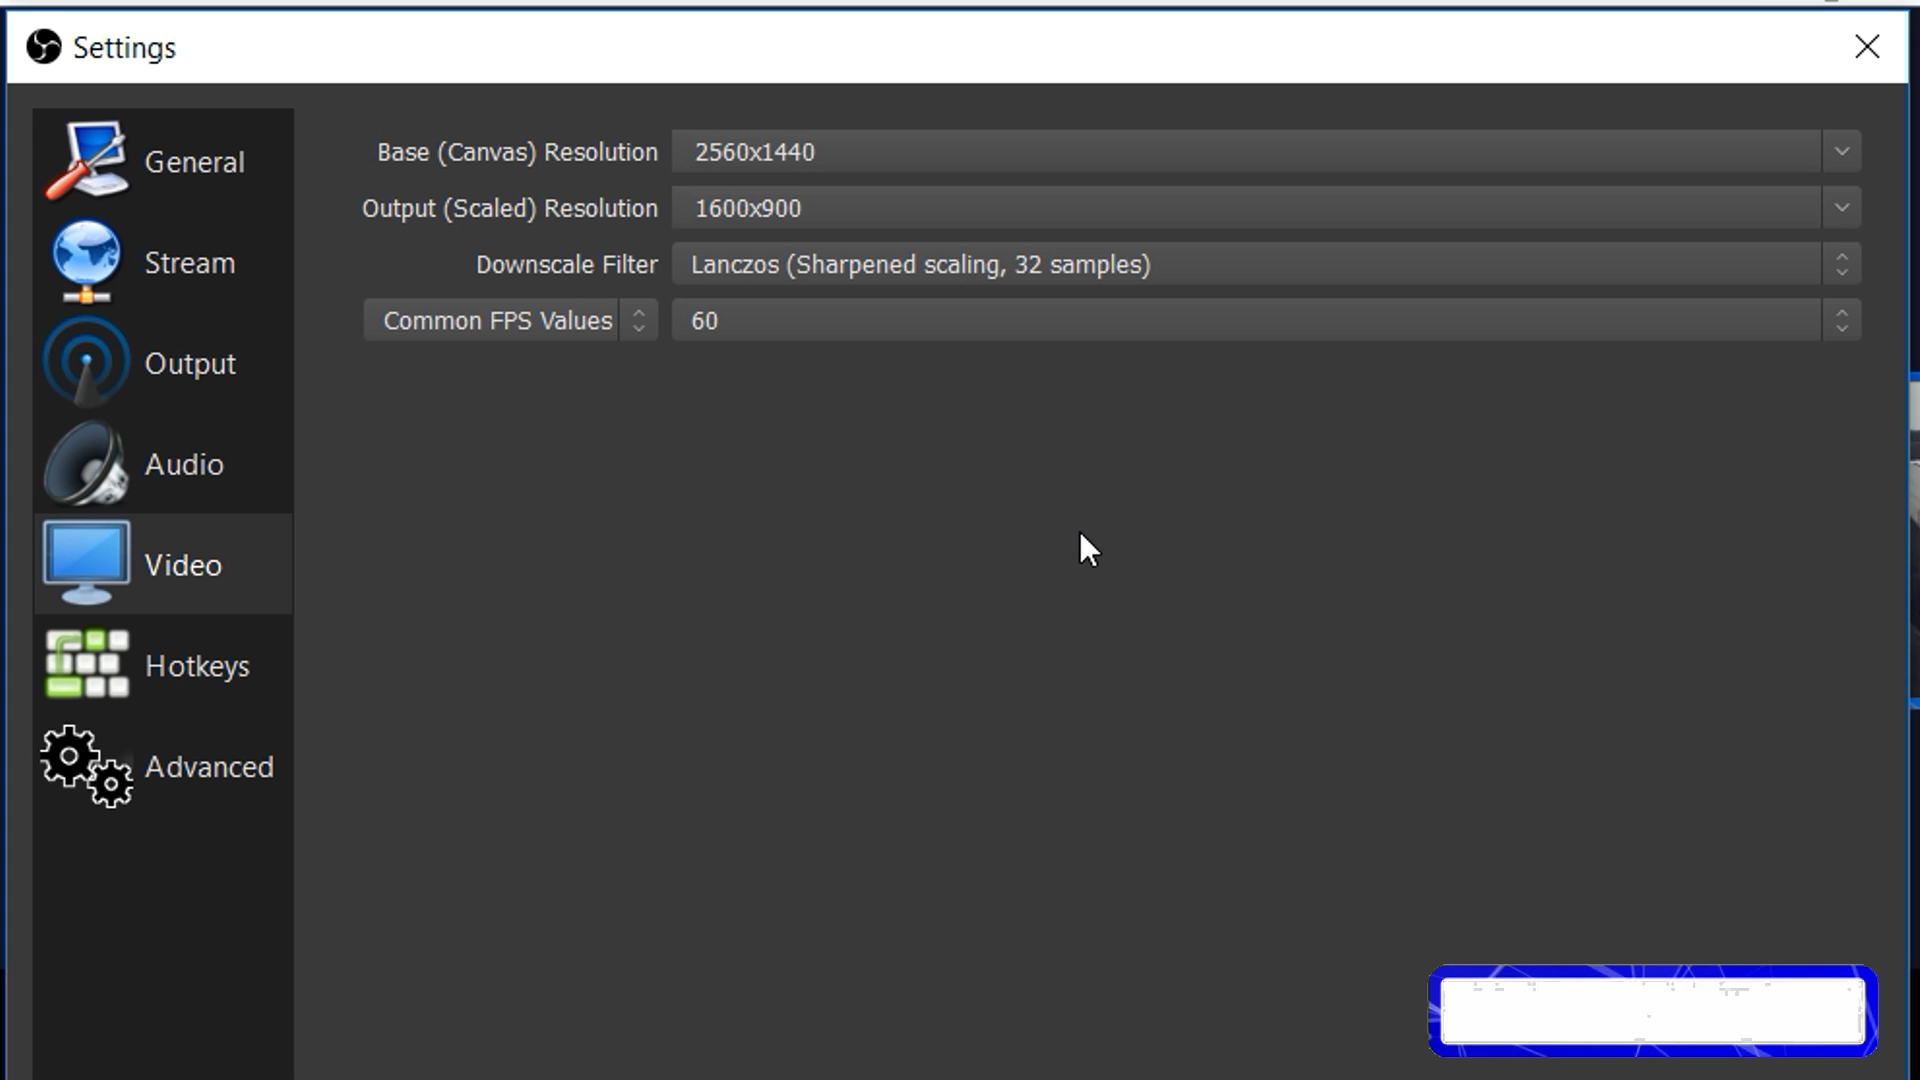 Settings
General
Stream
Output
Audio
Video
Hotkeys
Advanced
Base (Canvas) Resolution 2560x1440
Output (Scaled) Resolution 1600x900
Downscale Filter Lanczos (Sharpened scaling, 32 samples)
Common FPS Values 60